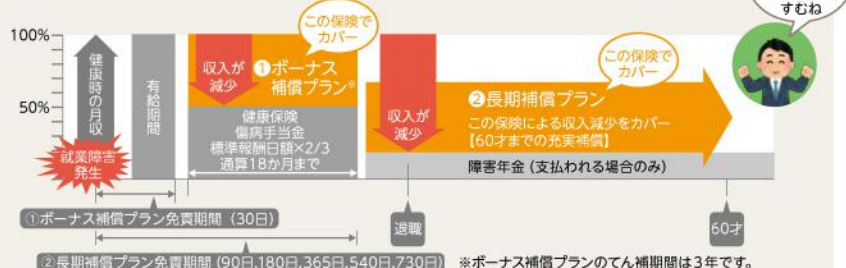 すむね
100%
50%
健康時の月収
就業障害
発生
有給期間
収入が
減少
この保険で
カバー
①ボーナス
補償プラン※
健康保険
傷病手当金
標準報酬日額×2/3
通算18か月まで
収入が
減少
この保険で
カバー
②長期補償プラン
この保険による収入減少をカバー
【60才までの充実補償】
障害年金(支払われる場合のみ)
①ボーナス補償プラン免責期間(30日)
退職
60才
②長期補償プラン免責期間(90日,180日,365日,540日,730日)
※ボーナス補償プランのてん補期間は3年です。